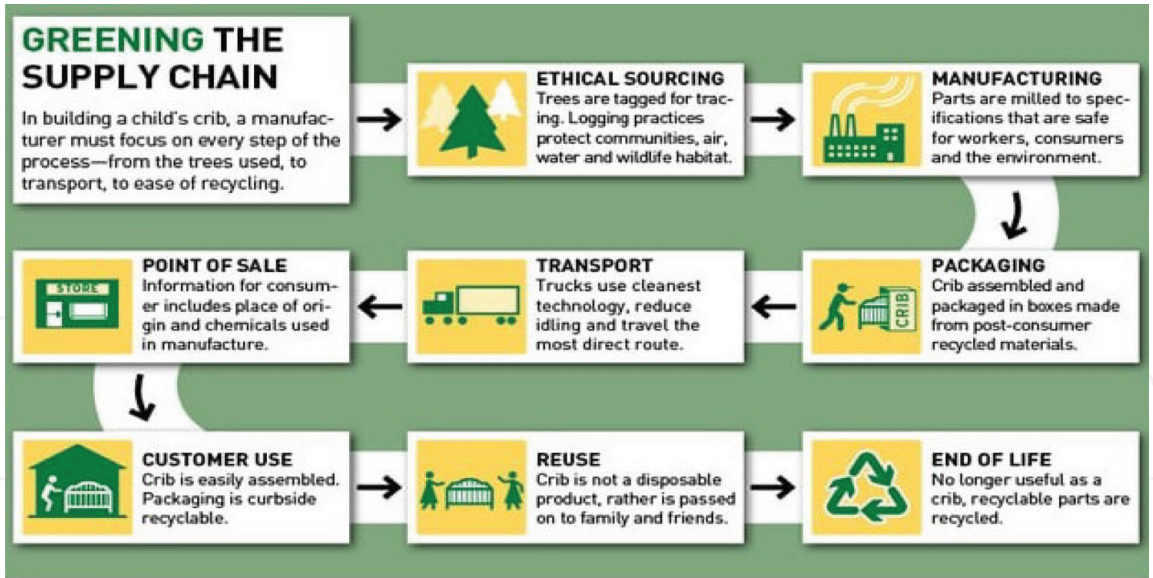 GREENING THE
SUPPLY CHAIN
In building a child's crib, a manufac-
turer must focus on every step of the
process—from the trees used, to
transport, to ease of recycling.
ETHICAL SOURCING
Trees are tagged for trac-
ing. Logging practices
protect communities, air,
water and wildlife habitat.
MANUFACTURING
Parts are milled to spec-
ifications that are safe
for workers, consumers
and the environment.
PACKAGING
Crib assembled and
packaged in boxes made
from post-consumer
recycled materials.
CRIB
TRANSPORT
Trucks use cleanest
technology, reduce
idling and travel the
most direct route.
POINT OF SALE
Information for consum-
er includes place of ori-
gin and chemicals used
in manufacture.
STORE
CUSTOMER USE
Crib is easily assembled.
Packaging is curbside
recyclable.
REUSE
Crib is not a disposable
product, rather is passed
on to family and friends.
END OF LIFE
No longer useful as a
crib, recyclable parts are
recycled.